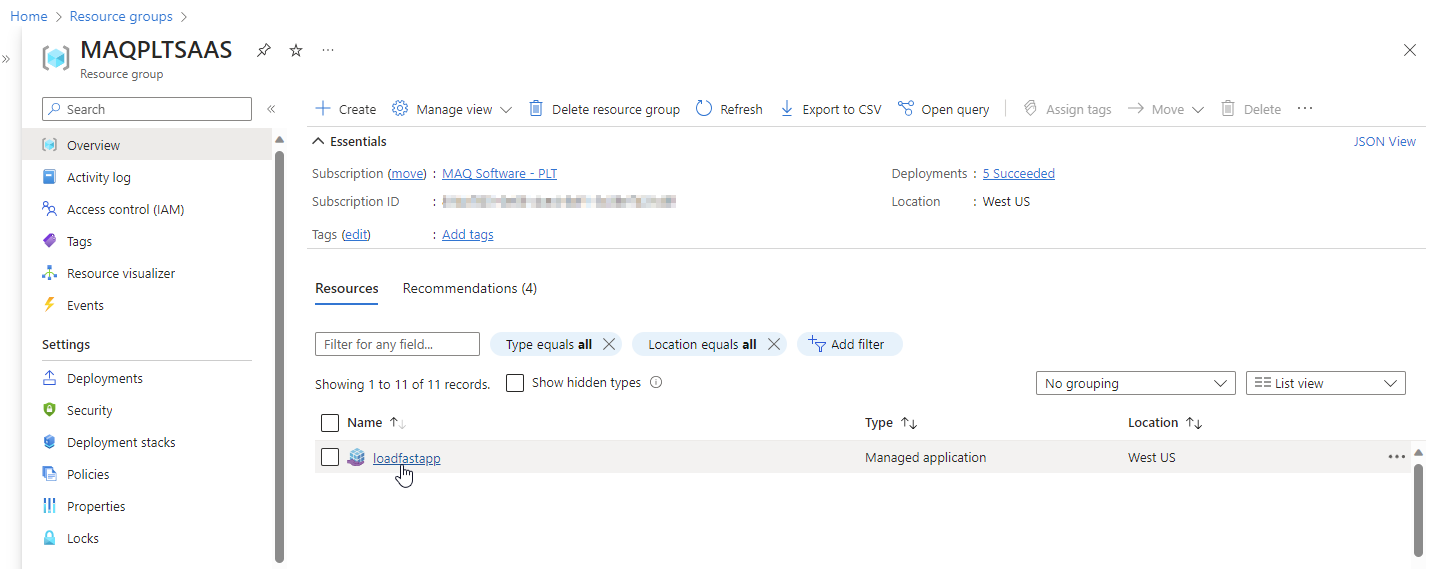 Home > Resource groups >
MAQPLTSAAS
Resource group
Search
Overview
Activity log
Access control (IAM)
Tags
Resource visualizer
Events
Settings
Deployments
Security
Deployment stacks
Policies
Properties
Locks
Create Manage view Delete resource group Refresh Export to CSV Open query Assign tags Move Delete
Essentials JSON View
Subscription (move) : MAQ Software - PLT Deployments : 5 Succeeded
Subscription ID : Location : West US
Tags (edit) : Add tags
Resources Recommendations (4)
Filter for any field... Type equals all Location equals all Add filter
Showing 1 to 11 of 11 records. Show hidden types No grouping List view
Name Type Location
loadfastapp Managed application West US